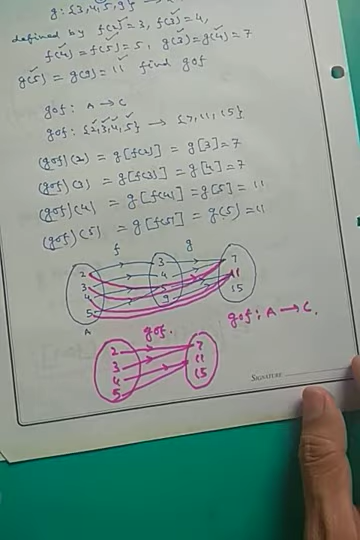 g: {3,4,5,9}
defined by f(2)=3, f(3)=4,
f(4)=f(5)=5, g(3)=g(4)=7
g(5)=g(9)=11 find gof
gof: A→C
gof: {2,3,4,5} → {7,11,15}
(gof)(2) = g[f(2)] = g[3]=7
(gof)(3) = g[f(3)] = g[4]=7
(gof)(4) = g[f(4)] = g[5] = 11
(gof)(5) = g[f(5)] = g(5)=11
f g
2 3 7
3 4 11
4 15
5 9
A
gof. gof: A→C.
2 7
3 11
4 15
5
SIGNATURE